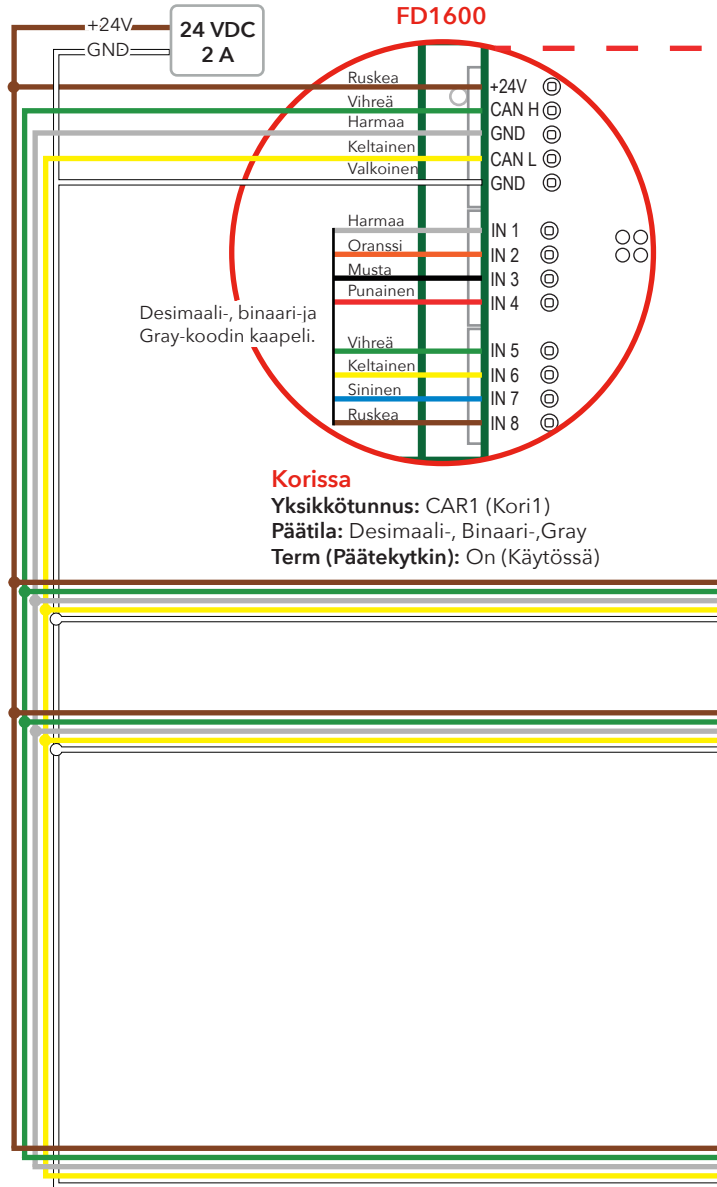 FD1600
+24V
GND
24 VDC
2 A
Ruskea
Vihreä
Harmaa
Keltainen
Valkoinen
+24V
CAN H
GND
CAN L
GND
Harmaa
Oranssi
Musta
Punainen
IN 1
IN 2
IN 3
IN 4
Desimaali-, binaari-ja
Gray-koodin kaapeli.
Vihreä
Keltainen
Sininen
Ruskea
IN 5
IN 6
IN 7
IN 8
Korissa
Yksikkötunnus: CAR1 (Kori1)
Päätila: Desimaali-, Binaari-,Gray
Term (Päätekytkin): On (Käytössä)